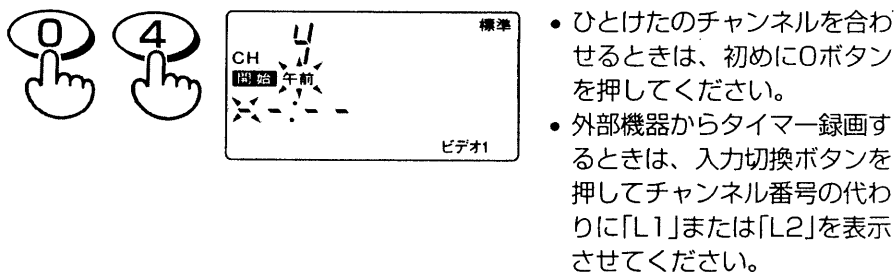 0 4
4
標準
CH
開始 午前
-:--
ビデオ1
• ひとけたのチャンネルを合わ
せるときは、初めに0ボタン
を押してください。
• 外部機器からタイマー録画す
るときは、入力切換ボタンを
押してチャンネル番号の代わ
りに「L1」または「L2」を表示
させてください。